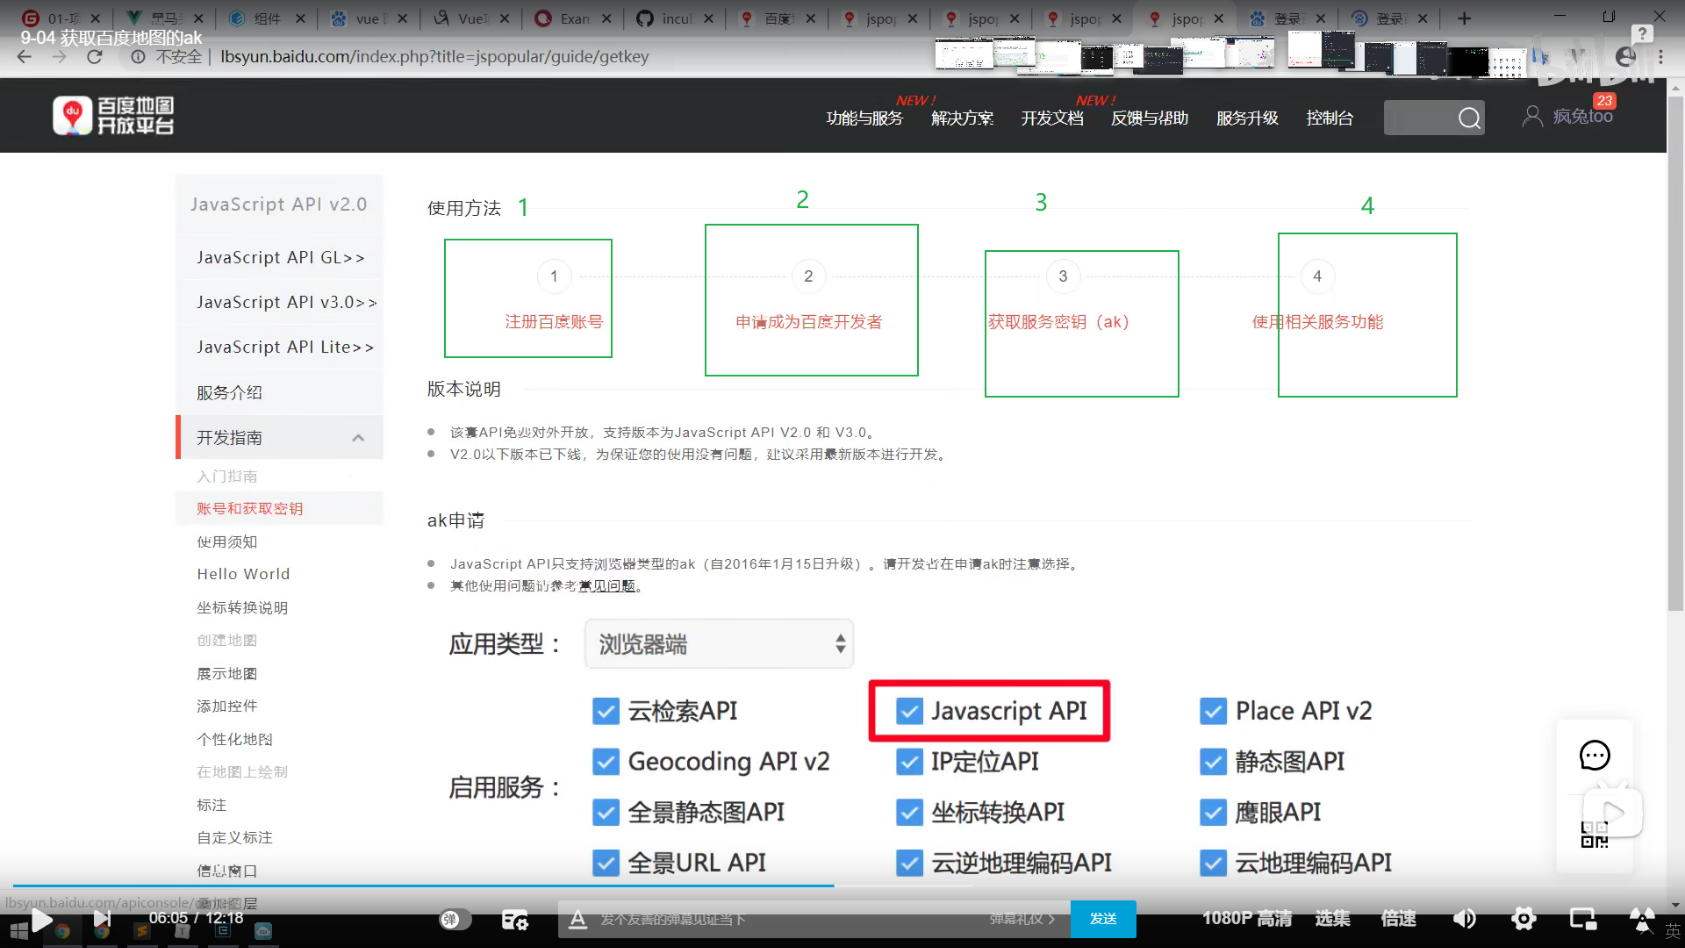 01-项
黑马头
组件
vue
Vue项
Exan
incul
百度
jspop
jspo
jspop
jspop
登录
登录
9-04 获取百度地图的ak
不安全
lbsyun.baidu.com/index.php?title=jspopular/guide/getkey
bilibili
百度地图
开放平台
NEW !
NEW !
功能与服务
解决方案
开发文档
反馈与帮助
服务升级
控制台
疯兔too
23
JavaScript API v2.0
JavaScript API GL>>
JavaScript API v3.0>>
JavaScript API Lite>>
服务介绍
开发指南
入门指南
账号和获取密钥
使用须知
Hello World
坐标转换说明
创建地图
展示地图
添加控件
个性化地图
在地图上绘制
标注
自定义标注
信息窗口
叠加图层
使用方法
1
2
3
4
1
2
3
4
注册百度账号
申请成为百度开发者
获取服务密钥（ak）
使用相关服务功能
版本说明
该套API免费对外开放，支持版本为JavaScript API V2.0 和 V3.0。
V2.0以下版本已下线，为保证您的使用没有问题，建议采用最新版本进行开发。
ak申请
JavaScript API只支持浏览器类型的ak（自2016年1月15日升级）。请开发者在申请ak时注意选择。
其他使用问题请参考常见问题。
应用类型：
浏览器端
启用服务：
云检索API
Javascript API
Place API v2
Geocoding API v2
IP定位API
静态图API
全景静态图API
坐标转换API
鹰眼API
全景URL API
云逆地理编码API
云地理编码API
06:05 / 12:18
弹
发个友善的弹幕见证当下
弹幕礼仪
发送
1080P 高清
选集
倍速
英